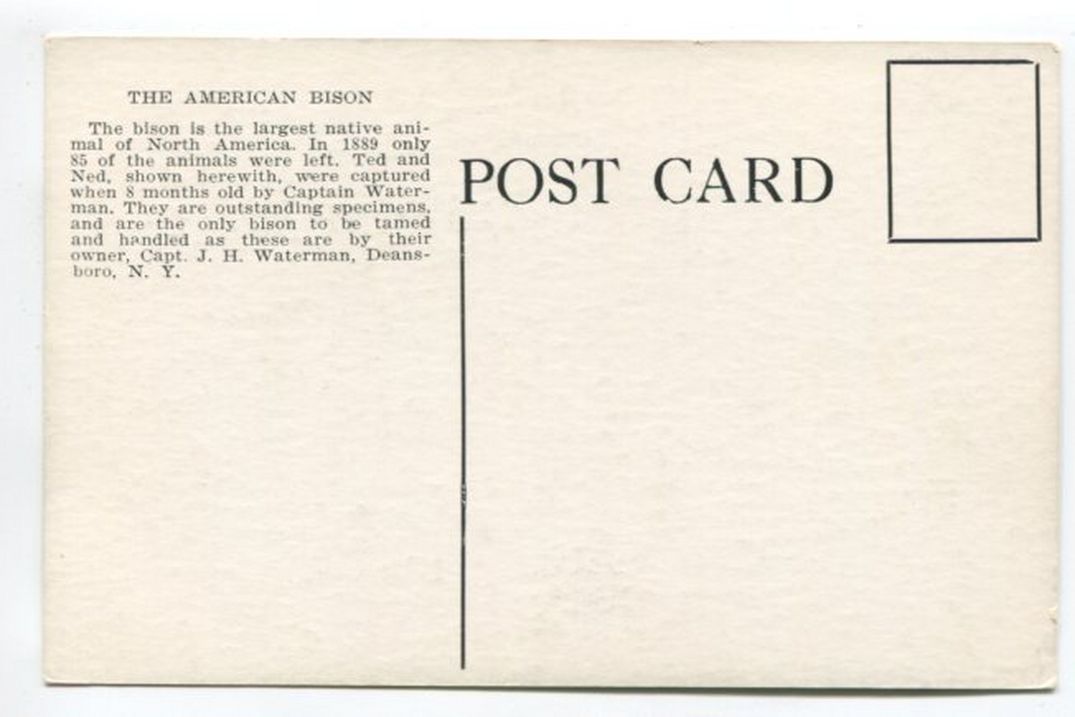 THE AMERICAN BISON
The bison is the largest native ani-
mal of North America. In 1889 only
85 of the animals were left. Ted and
Ned, shown herewith, were captured
when 8 months old by Captain Water-
man. They are outstanding specimens,
and are the only bison to be tamed
and handled as these are by their
owner, Capt. J. H. Waterman, Deans-
boro, N. Y.
POST CARD